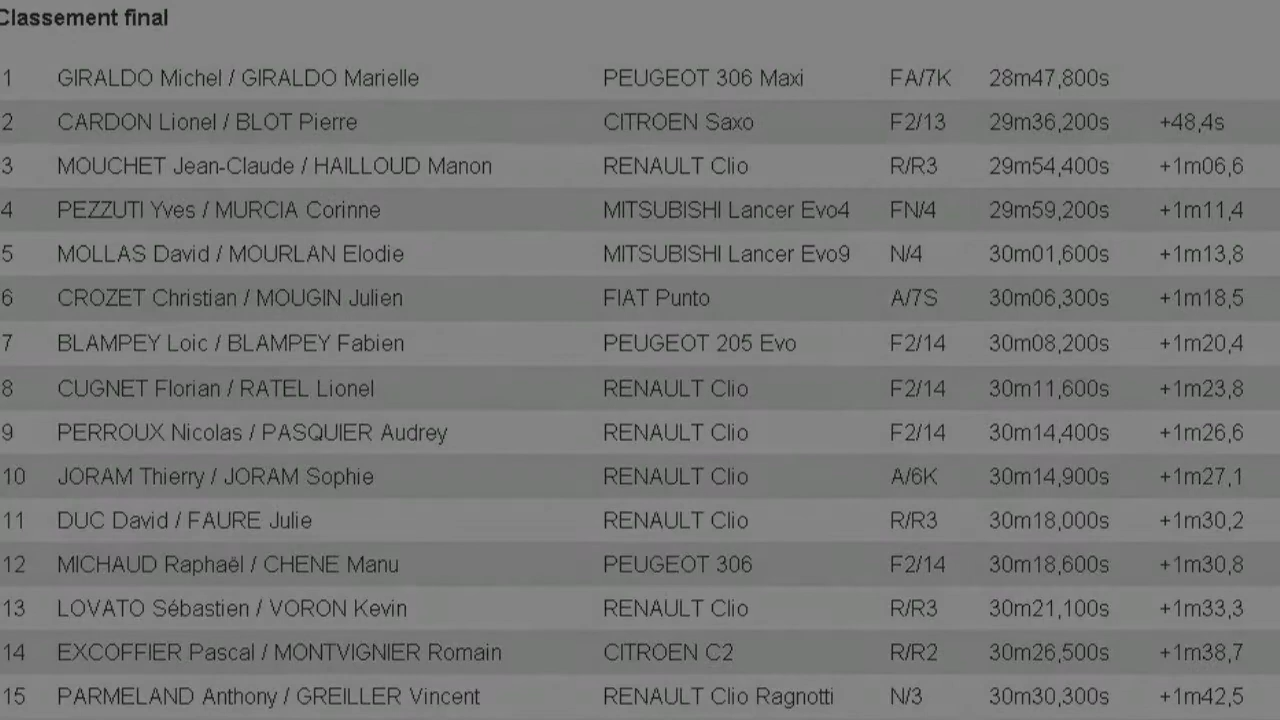 Classement final
1 GIRALDO Michel / GIRALDO Marielle PEUGEOT 306 Maxi FA/7K 28m47,800s
2 CARDON Lionel / BLOT Pierre CITROEN Saxo F2/13 29m36,200s +48,4s
3 MOUCHET Jean-Claude / HAILLOUD Manon RENAULT Clio R/R3 29m54,400s +1m06,6
4 PEZZUTI Yves / MURCIA Corinne MITSUBISHI Lancer Evo4 FN/4 29m59,200s +1m11,4
5 MOLLAS David / MOURLAN Elodie MITSUBISHI Lancer Evo9 N/4 30m01,600s +1m13,8
6 CROZET Christian / MOUGIN Julien FIAT Punto A/7S 30m06,300s +1m18,5
7 BLAMPEY Loic / BLAMPEY Fabien PEUGEOT 205 Evo F2/14 30m08,200s +1m20,4
8 CUGNET Florian / RATEL Lionel RENAULT Clio F2/14 30m11,600s +1m23,8
9 PERROUX Nicolas / PASQUIER Audrey RENAULT Clio F2/14 30m14,400s +1m26,6
10 JORAM Thierry / JORAM Sophie RENAULT Clio A/6K 30m14,900s +1m27,1
11 DUC David / FAURE Julie RENAULT Clio R/R3 30m18,000s +1m30,2
12 MICHAUD Raphaël / CHENE Manu PEUGEOT 306 F2/14 30m18,600s +1m30,8
13 LOVATO Sébastien / VORON Kevin RENAULT Clio R/R3 30m21,100s +1m33,3
14 EXCOFFIER Pascal / MONTVIGNIER Romain CITROEN C2 R/R2 30m26,500s +1m38,7
15 PARMELAND Anthony / GREILLER Vincent RENAULT Clio Ragnotti N/3 30m30,300s +1m42,5